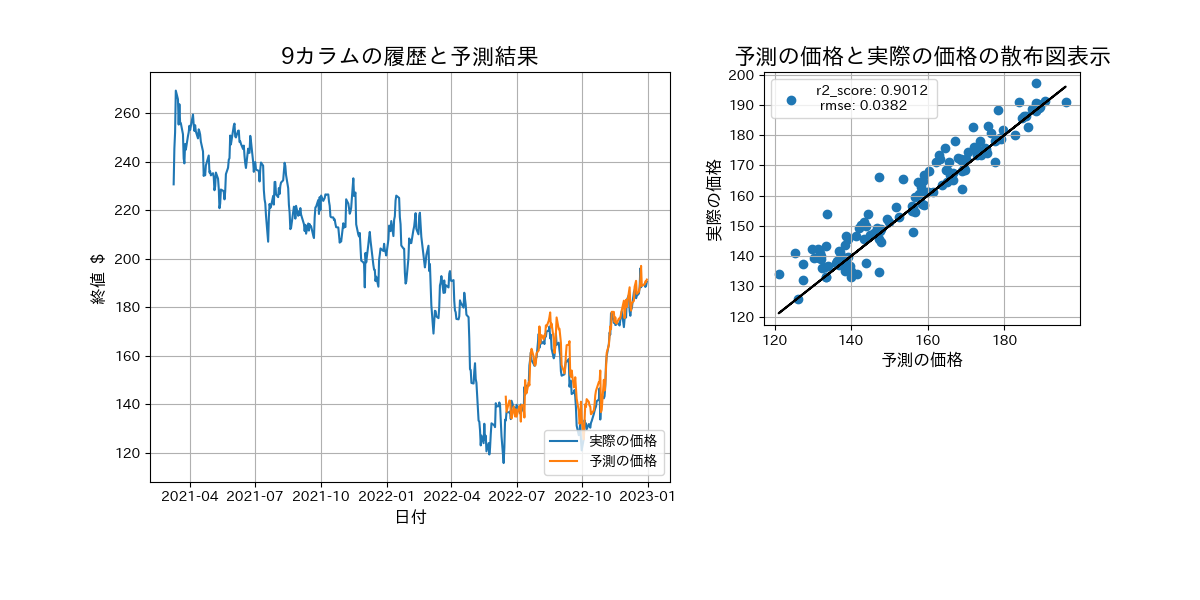 9カラムの履歴と予測結果
260
240
220
200
180
160
140
120
終値 $
2021-04 2021-07 2021-10 2022-01 2022-04 2022-07 2022-10 2023-01
日付
実際の価格
予測の価格
予測の価格と実際の価格の散布図表示
200
190
180
170
160
150
140
130
120
実際の価格
r2_score: 0.9012
rmse: 0.0382
120 140 160 180
予測の価格